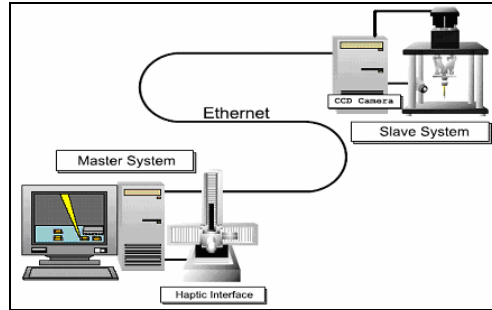 CCD Camera
Slave System
Ethernet
Master System
Haptic Interface